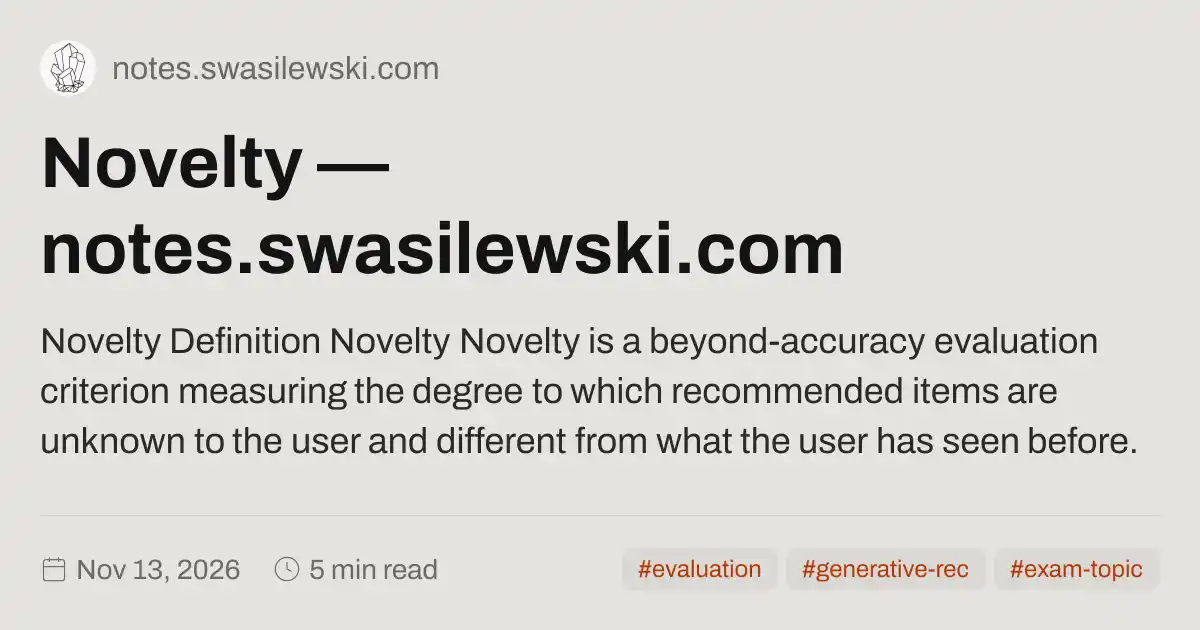 notes.swasilewski.com
Novelty —
notes.swasilewski.com
Novelty Definition Novelty Novelty is a beyond-accuracy evaluation
criterion measuring the degree to which recommended items are
unknown to the user and different from what the user has seen before.
Nov 13, 2026 5 min read #evaluation #generative-rec #exam-topic